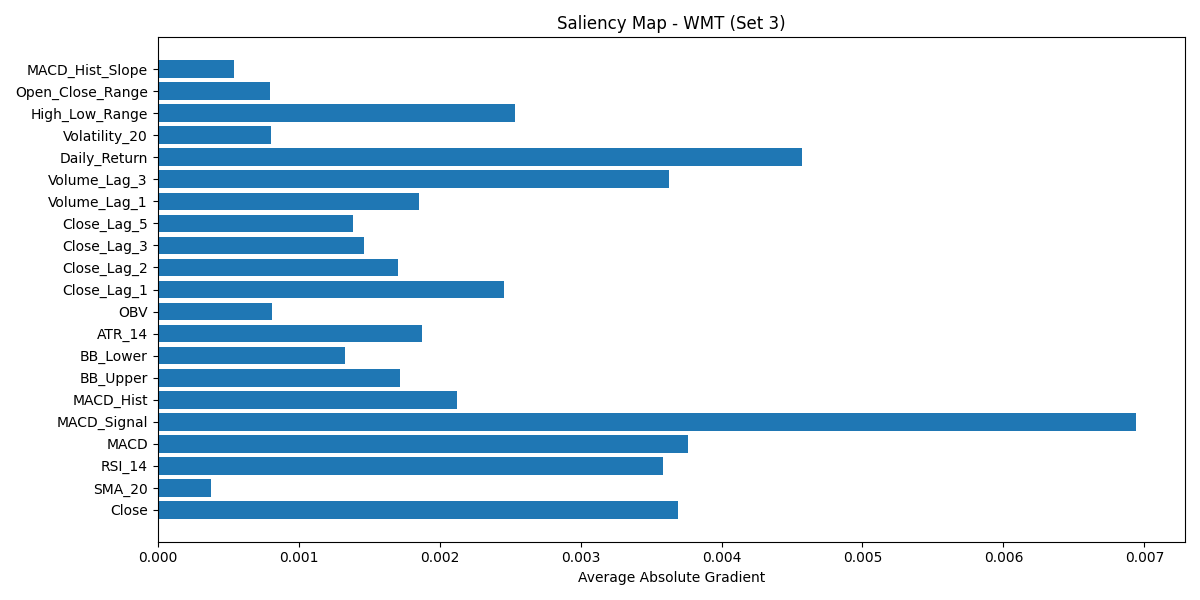 Saliency Map - WMT (Set 3)
MACD_Hist_Slope
Open_Close_Range
High_Low_Range
Volatility_20
Daily_Return
Volume_Lag_3
Volume_Lag_1
Close_Lag_5
Close_Lag_3
Close_Lag_2
Close_Lag_1
OBV
ATR_14
BB_Lower
BB_Upper
MACD_Hist
MACD_Signal
MACD
RSI_14
SMA_20
Close
0.000 0.001 0.002 0.003 0.004 0.005 0.006 0.007
Average Absolute Gradient